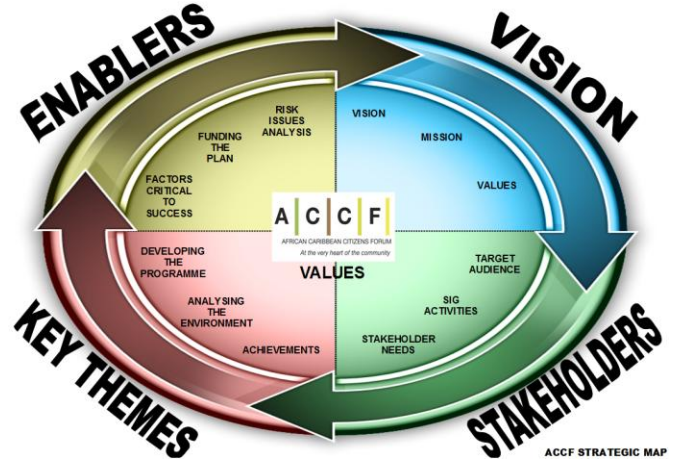 ENABLERS
VISION
RISK
ISSUES
ANALYSIS
FUNDING
THE
PLAN
FACTORS
CRITICAL
TO
SUCCESS
VISION
MISSION
VALUES
ACCF
AFRICAN CARIBBEAN CITIZENS FORUM
At the very heart of the community
VALUES
DEVELOPING
THE
PROGRAMME
ANALYSING
THE
ENVIRONMENT
ACHIEVEMENTS
TARGET
AUDIENCE
SIG
ACTIVITIES
STAKEHOLDER
NEEDS
KEY THEMES
STAKEHOLDERS
ACCF STRATEGIC MAP